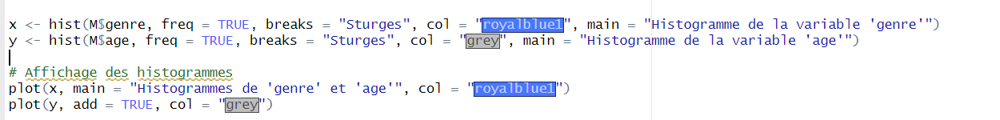 x <- hist(M$genre, freq = TRUE, breaks = "Sturges", col = "royalblue1", main = "Histogramme de la variable 'genre'")
y <- hist(M$age, freq = TRUE, breaks = "Sturges", col = "grey", main = "Histogramme de la variable 'age'")
# Affichage des histogrammes
plot(x, main = "Histogrammes de 'genre' et 'age'", col = "royalblue1")
plot(y, add = TRUE, col = "grey")